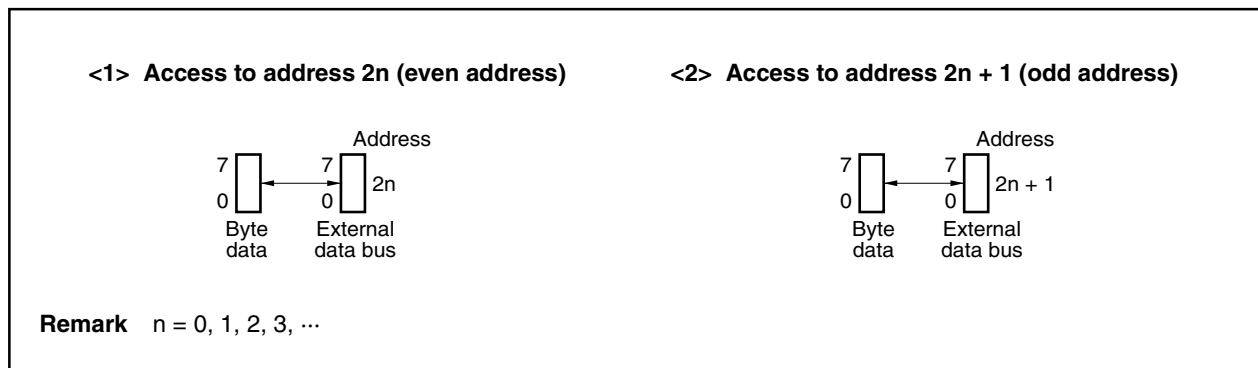 <1> Access to address 2n (even address)
Address
7
7
2n
0
0
Byte
data
External
data bus
<2> Access to address 2n + 1 (odd address)
Address
7
7
2n + 1
0
0
Byte
data
External
data bus
Remark n = 0, 1, 2, 3, ···